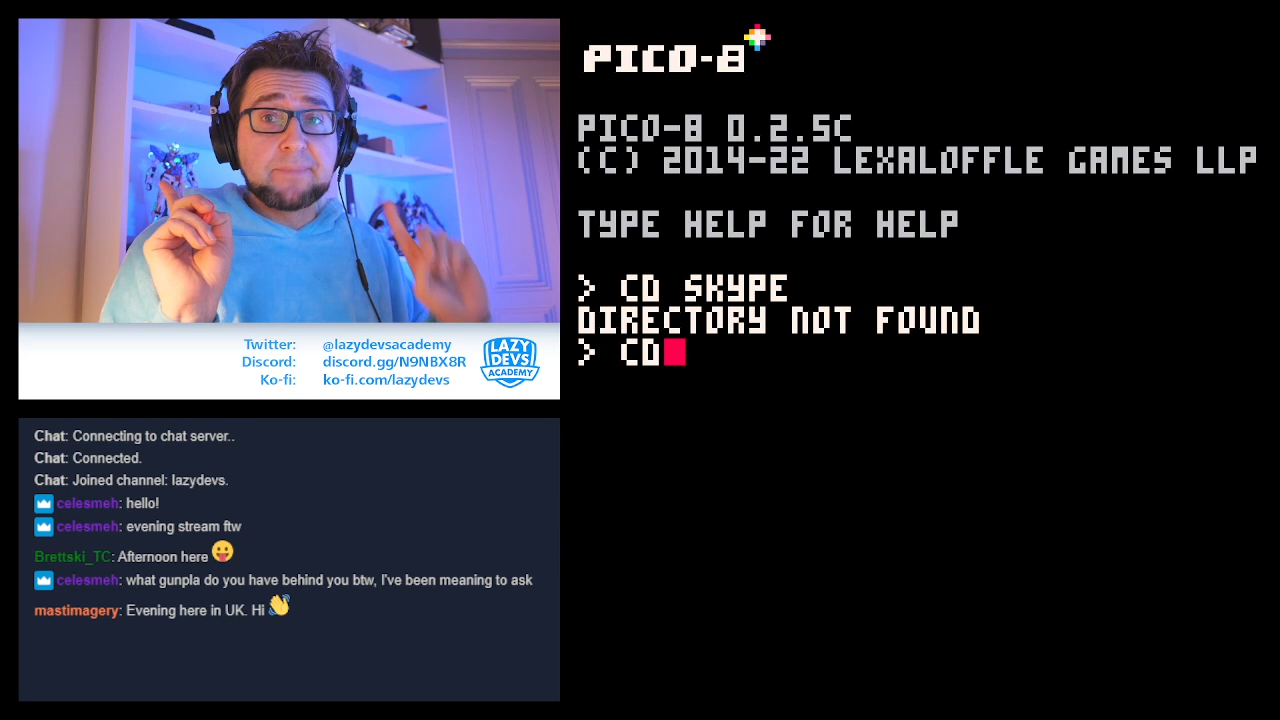 Twitter: @lazydevsacademy
Discord: discord.gg/N9NBX8R
Ko-fi: ko-fi.com/lazydevs
LAZY
DEVS
ACADEMY
Chat: Connecting to chat server..
Chat: Connected.
Chat: Joined channel: lazydevs.
celesmeh: hello!
celesmeh: evening stream ftw
Brettski_TC: Afternoon here 😛
celesmeh: what gunpla do you have behind you btw, I've been meaning to ask
mastimagery: Evening here in UK. Hi 👋
PICO-8
PICO-8 0.2.5C
(C) 2014-22 LEXALOFFLE GAMES LLP
TYPE HELP FOR HELP
> CD SKYPE
DIRECTORY NOT FOUND
> CD